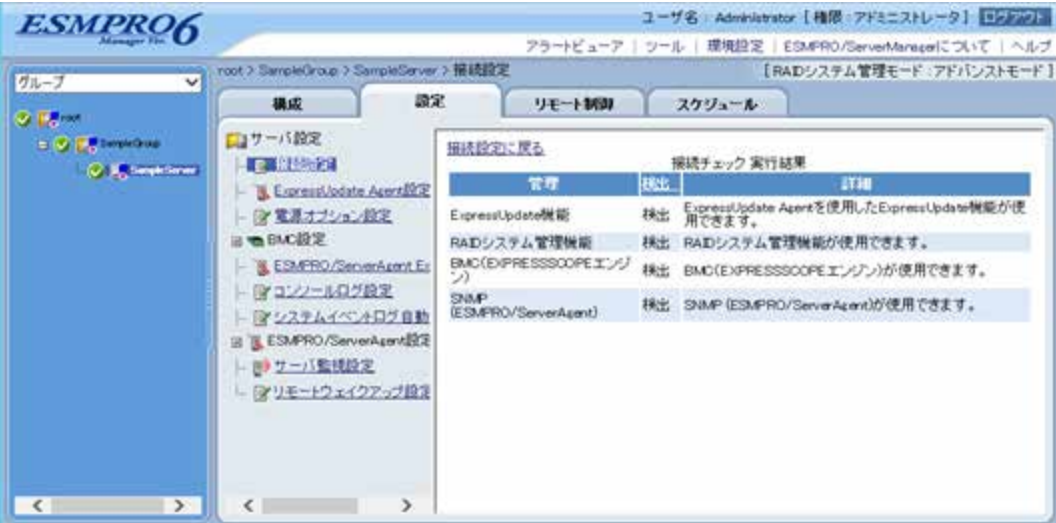 ESMPRO6
Manager Ver.
ユーザ名 : Administrator [ 権限 : アドミニストレータ ] ログアウト
アラートビューア | ツール | 環境設定 | ESMPRO/ServerManagerについて | ヘルプ
グループ
root
SampleGroup
SampleServer
root > SampleGroup > SampleServer > 接続設定
[ RAIDシステム管理モード : アドバンストモード ]
構成
設定
リモート制御
スケジュール
サーバ設定
接続設定
ExpressUpdate Agent設定
電源オプション設定
BMC設定
ESMPRO/ServerAgent Ex
コンソールログ設定
システムイベントログ自動
ESMPRO/ServerAgent設定
サーバ監視設定
リモートウェイクアップ設定
接続設定に戻る
接続チェック 実行結果
管理 検出 詳細
ExpressUpdate機能 検出 ExpressUpdate Agentを使用したExpressUpdate機能が使
用できます。
RAIDシステム管理機能 検出 RAIDシステム管理機能が使用できます。
BMC(EXPRESSSCOPEエンジ
ン) 検出 BMC(EXPRESSSCOPEエンジン)が使用できます。
SNMP
(ESMPRO/ServerAgent) 検出 SNMP (ESMPRO/ServerAgent)が使用できます。